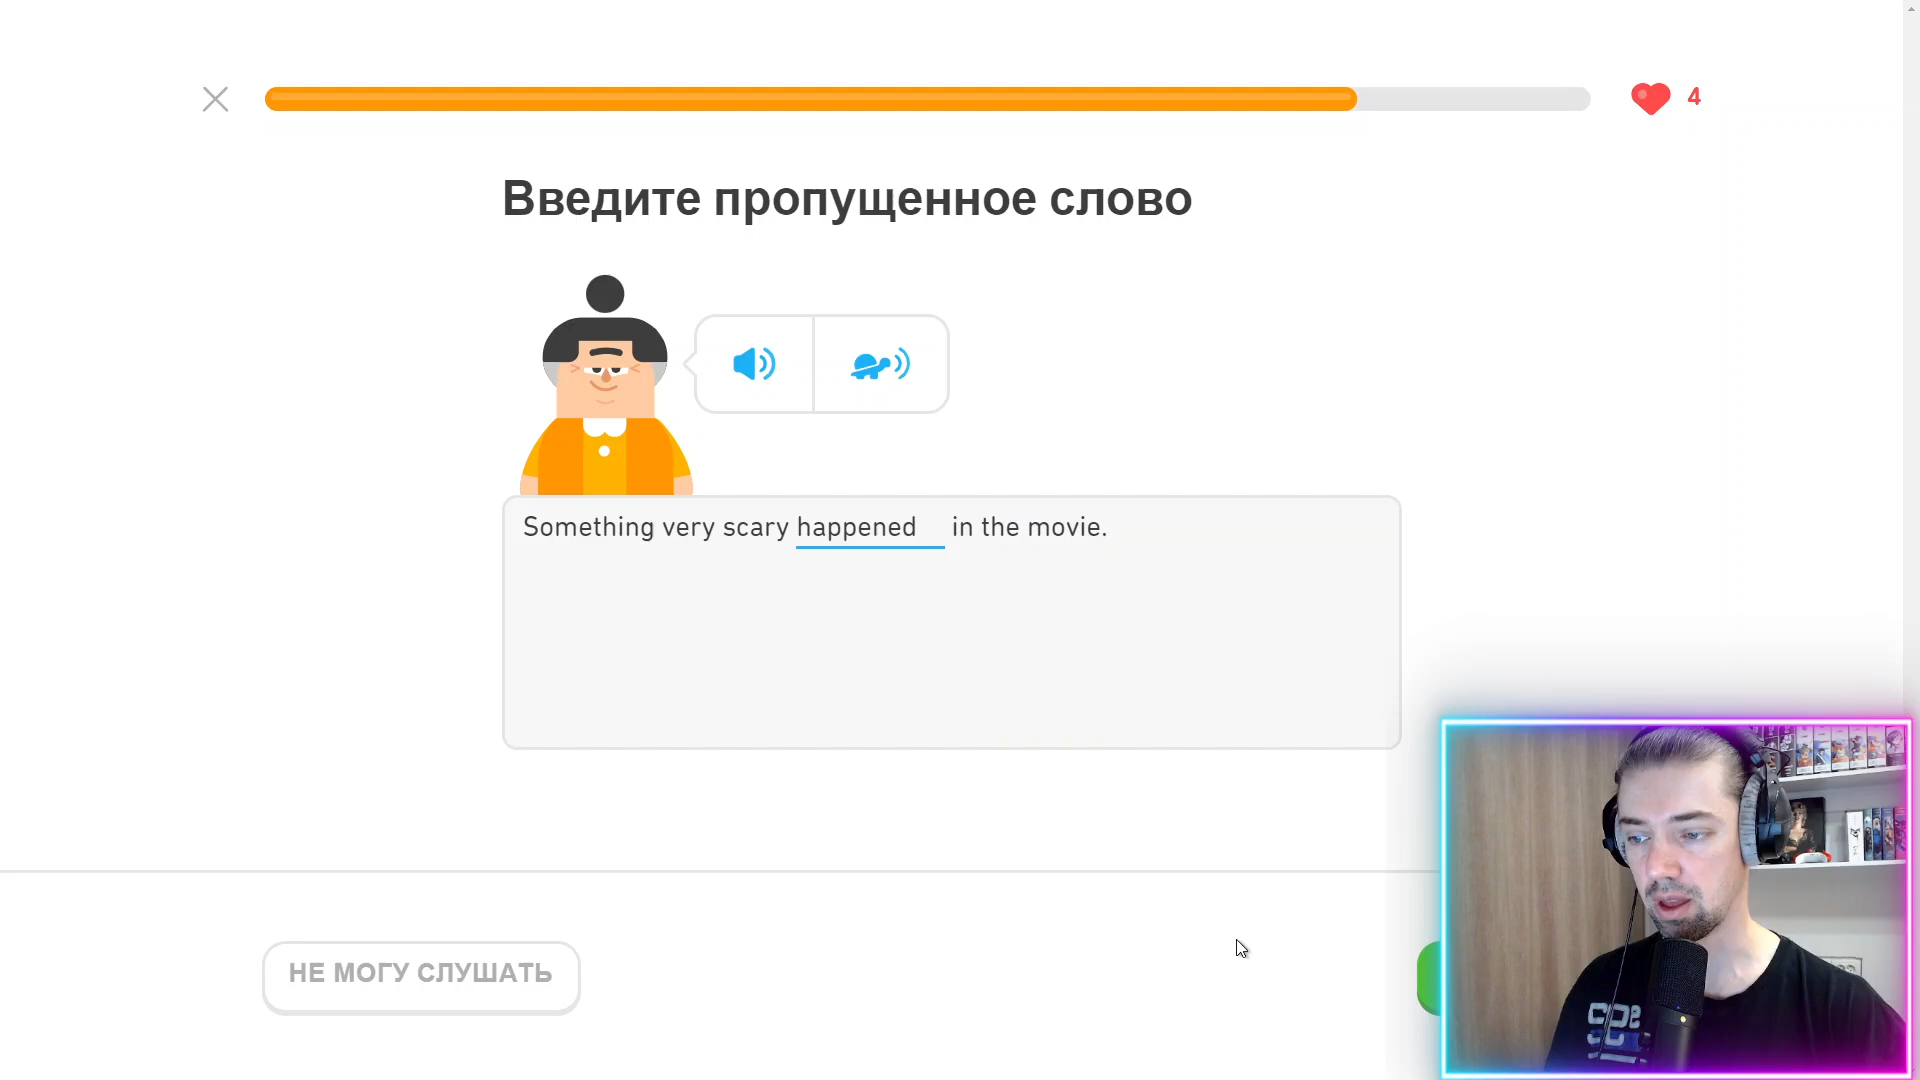 4
Введите пропущенное слово
Something very scary happened in the movie.
НЕ МОГУ СЛУШАТЬ